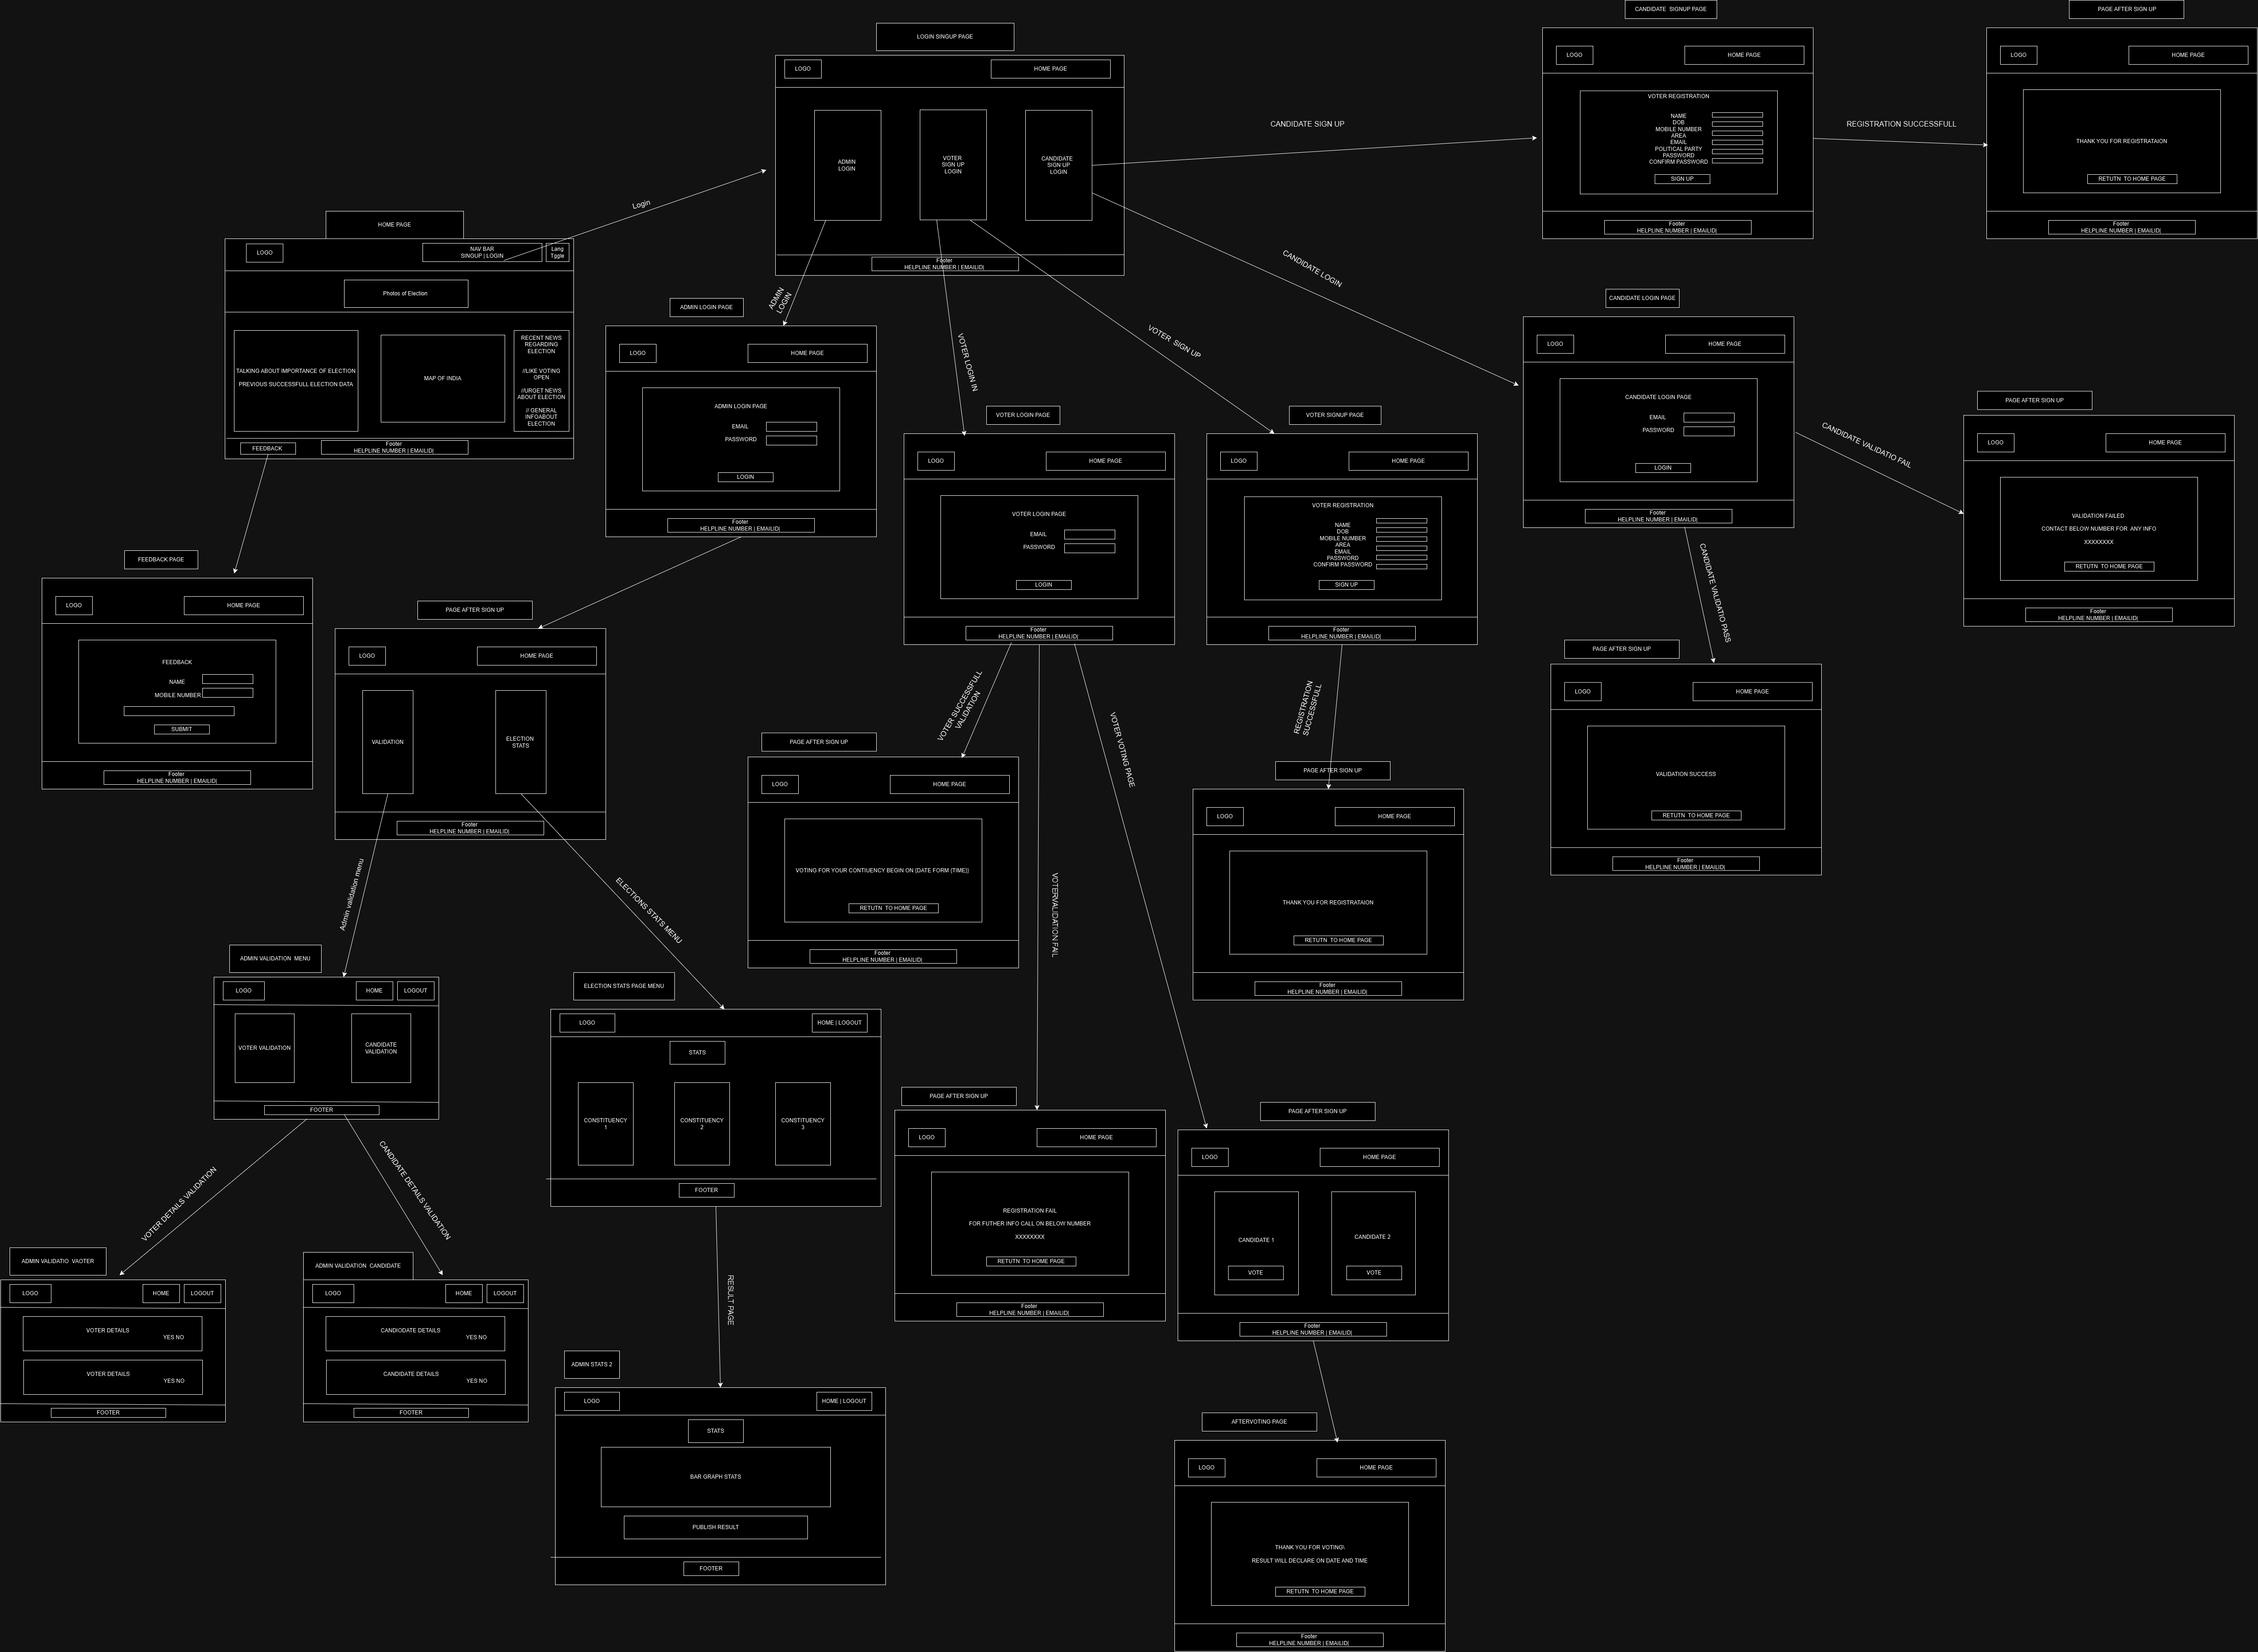 CANDIDATE  SIGNUP PAGE
LOGO
HOME PAGE
VOTER REGISTRATION
NAME
DOB
MOBILE NUMBER
AREA
EMAIL
POLITICAL PARTY
PASSWORD
CONFIRM PASSWORD
SIGN UP
Footer
HELPLINE NUMBER | EMAILID|
REGISTRATION SUCCESSFULL
PAGE AFTER SIGN UP
LOGO
HOME PAGE
THANK YOU FOR REGISTRATAION
RETUTN  TO HOME PAGE
Footer
HELPLINE NUMBER | EMAILID|
LOGIN SINGUP PAGE
LOGO
HOME PAGE
ADMIN
LOGIN
VOTER
SIGN UP
LOGIN
CANDIDATE
SIGN UP
LOGIN
Footer
HELPLINE NUMBER | EMAILID|
CANDIDATE SIGN UP
CANDIDATE LOGIN
VOTER  SIGN UP
VOTER LOGIN IN
ADMIN
LOGIN
Login
HOME PAGE
LOGO
NAV BAR
SINGUP | LOGIN
Lang
Tggle
Photos of Election
TALKING ABOUT IMPORTANCE OF ELECTION
PREVIOUS SUCCESSFULL ELECTION DATA
MAP OF INDIA
RECENT NEWS
REGARDING
ELECTION
//LIKE VOTING
OPEN
//URGET NEWS
ABOUT ELECTION
// GENERAL
INFOABOUT
ELECTION
FEEDBACK
Footer
HELPLINE NUMBER | EMAILID|
ADMIN LOGIN PAGE
LOGO
HOME PAGE
ADMIN LOGIN PAGE
EMAIL
PASSWORD
LOGIN
Footer
HELPLINE NUMBER | EMAILID|
CANDIDATE LOGIN PAGE
LOGO
HOME PAGE
CANDIDATE LOGIN PAGE
EMAIL
PASSWORD
LOGIN
Footer
HELPLINE NUMBER | EMAILID|
CANDIDATE VALIDATIO FAIL
PAGE AFTER SIGN UP
LOGO
HOME PAGE
VALIDATION FAILED
CONTACT BELOW NUMBER FOR  ANY INFO
XXXXXXXX
RETUTN  TO HOME PAGE
Footer
HELPLINE NUMBER | EMAILID|
VOTER LOGIN PAGE
LOGO
HOME PAGE
VOTER LOGIN PAGE
EMAIL
PASSWORD
LOGIN
Footer
HELPLINE NUMBER | EMAILID|
VOTER SIGNUP PAGE
LOGO
HOME PAGE
VOTER REGISTRATION
NAME
DOB
MOBILE NUMBER
AREA
EMAIL
PASSWORD
CONFIRM PASSWORD
SIGN UP
Footer
HELPLINE NUMBER | EMAILID|
CANDIDATE VALIDATIO PASS
PAGE AFTER SIGN UP
LOGO
HOME PAGE
VALIDATION SUCCESS
RETUTN  TO HOME PAGE
Footer
HELPLINE NUMBER | EMAILID|
FEEDBACK PAGE
LOGO
HOME PAGE
FEEDBACK
NAME
MOBILE NUMBER
SUBMIT
Footer
HELPLINE NUMBER | EMAILID|
PAGE AFTER SIGN UP
LOGO
HOME PAGE
VALIDATION
ELECTION
STATS
Footer
HELPLINE NUMBER | EMAILID|
VOTER SUCCESSFULL
VALIDATION
VOTERVALIDATION FAIL
VOTER VOTING PAGE
REGISTRATION
SUCCESSFULL
PAGE AFTER SIGN UP
LOGO
HOME PAGE
VOTING FOR YOUR CONTIUENCY BEGIN ON {DATE FORM {TIME}}
RETUTN  TO HOME PAGE
Footer
HELPLINE NUMBER | EMAILID|
PAGE AFTER SIGN UP
LOGO
HOME PAGE
THANK YOU FOR REGISTRATAION
RETUTN  TO HOME PAGE
Footer
HELPLINE NUMBER | EMAILID|
Admin validation menu
ELECTIONS STATS MENU
ADMIN VALIDATION  MENU
LOGO
HOME
LOGOUT
VOTER VALIDATION
CANDIDATE
VALIDATION
FOOTER
ELECTION STATS PAGE MENU
LOGO
HOME | LOGOUT
STATS
CONSTITUENCY
1
CONSTITUENCY
2
CONSTITUENCY
3
FOOTER
PAGE AFTER SIGN UP
LOGO
HOME PAGE
REGISTRATION FAIL
FOR FUTHER INFO CALL ON BELOW NUMBER
XXXXXXXX
RETUTN  TO HOME PAGE
Footer
HELPLINE NUMBER | EMAILID|
PAGE AFTER SIGN UP
LOGO
HOME PAGE
CANDIDATE 1
VOTE
CANDIDATE 2
VOTE
Footer
HELPLINE NUMBER | EMAILID|
VOTER DETAILS VALIDATION
CANDIDATE DETAILS VALIDATION
ADMIN VALIDATIO  VAOTER
LOGO
HOME
LOGOUT
VOTER DETAILS
YES NO
VOTER DETAILS
YES NO
FOOTER
ADMIN VALIDATION  CANDIDATE
LOGO
HOME
LOGOUT
CANDIODATE DETAILS
YES NO
CANDIDATE DETAILS
YES NO
FOOTER
RESULT PAGE
ADMIN STATS 2
LOGO
HOME | LOGOUT
STATS
BAR GRAPH STATS
PUBLISH RESULT
FOOTER
AFTERVOTING PAGE
LOGO
HOME PAGE
THANK YOU FOR VOTING\
RESULT WILL DECLARE ON DATE AND TIME
RETUTN  TO HOME PAGE
Footer
HELPLINE NUMBER | EMAILID|